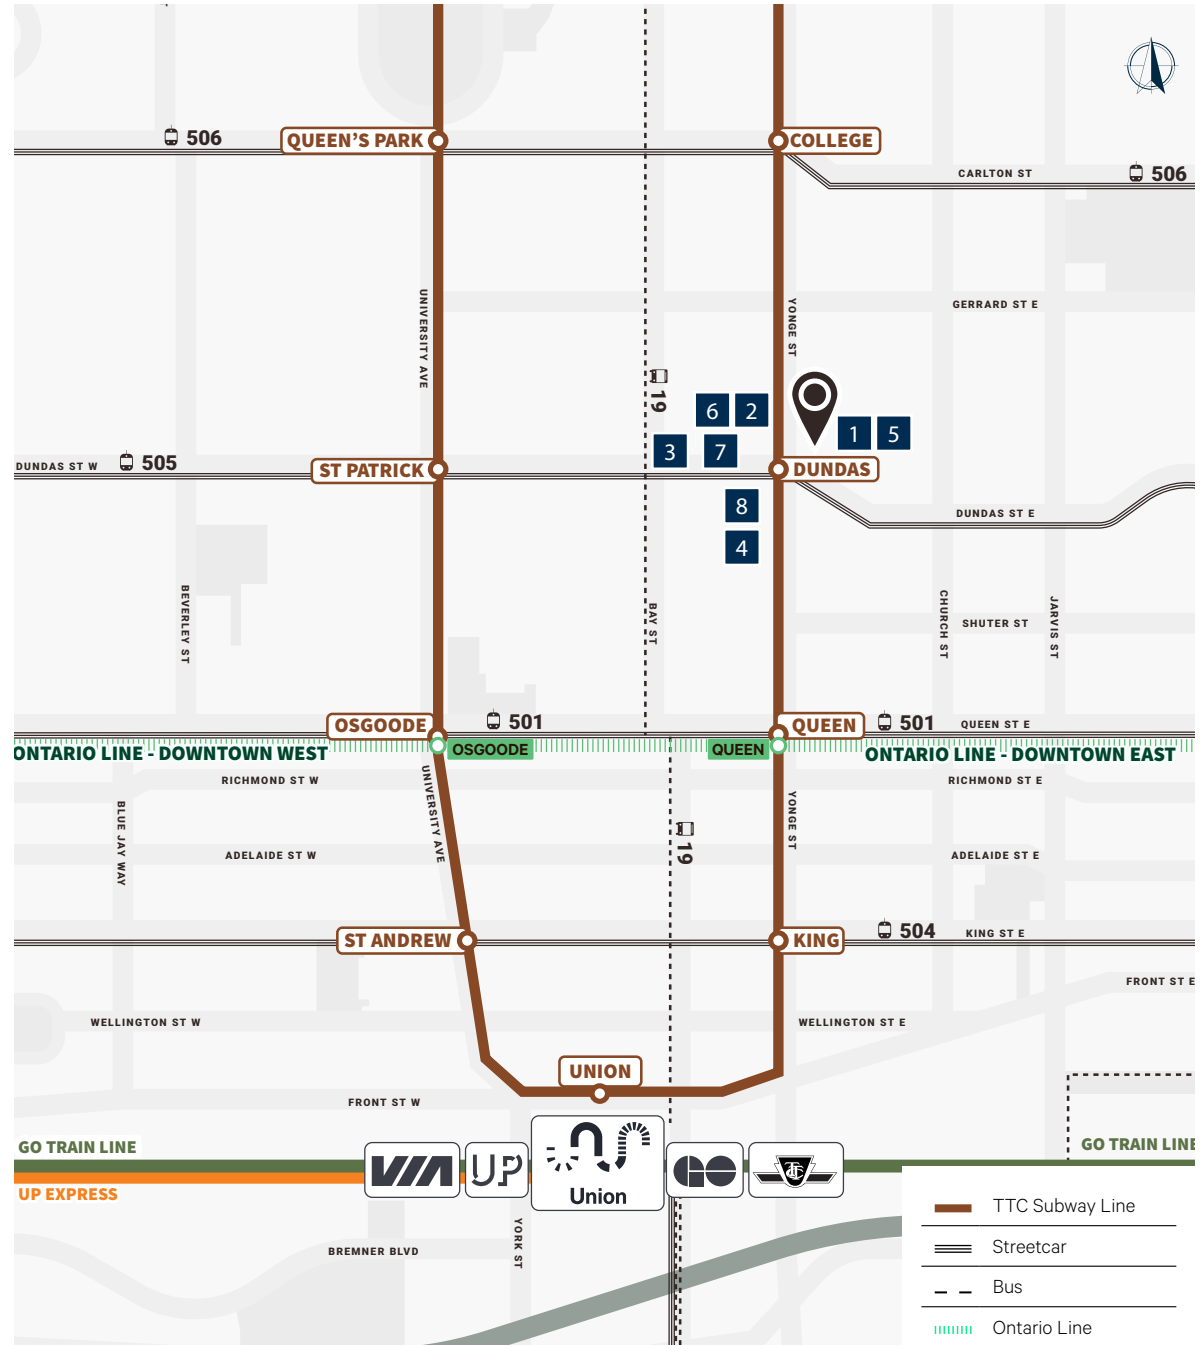 506
QUEEN'S PARK
COLLEGE
CARLTON ST
506
UNIVERSITY AVE
YONGE ST
GERRARD ST E
19
6
2
1
5
3
7
DUNDAS ST W
505
ST PATRICK
DUNDAS
8
DUNDAS ST E
4
BEVERLEY ST
BAY ST
CHURCH ST
SHUTER ST
JARVIS ST
OSGOODE
501
QUEEN
501
QUEEN ST E
ONTARIO LINE - DOWNTOWN WEST
OSGOODE
QUEEN
ONTARIO LINE - DOWNTOWN EAST
RICHMOND ST W
UNIVERSITY AVE
RICHMOND ST E
BLUE JAY WAY
19
YONGE ST
ADELAIDE ST W
ADELAIDE ST E
ST ANDREW
KING
504
KING ST E
FRONT ST E
WELLINGTON ST W
WELLINGTON ST E
UNION
FRONT ST W
GO TRAIN LINE
GO TRAIN LINE
VIA
UP
Union
GO
TTC
UP EXPRESS
YORK ST
BREMNER BLVD
TTC Subway Line
Streetcar
Bus
Ontario Line